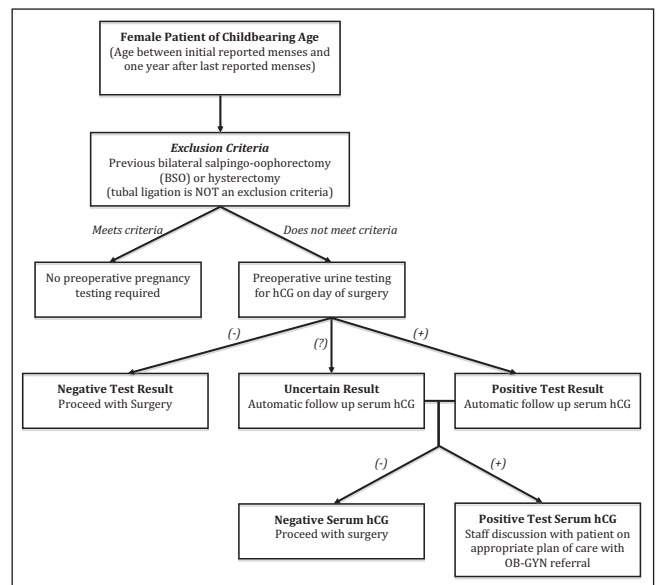 Female Patient of Childbearing Age
(Age between initial reported menses and
one year after last reported menses)
Exclusion Criteria
Previous bilateral salpingo-oophorectomy
(BSO) or hysterectomy
(tubal ligation is NOT an exclusion criteria)
Meets criteria
Does not meet criteria
No preoperative pregnancy
testing required
Preoperative urine testing
for hCG on day of surgery
(-)
(?)
(+)
Negative Test Result
Proceed with Surgery
Uncertain Result
Automatic follow up serum hCG
Positive Test Result
Automatic follow up serum hCG
(-)
(+)
Negative Serum hCG
Proceed with surgery
Positive Test Serum hCG
Staff discussion with patient on
appropriate plan of care with
OB-GYN referral